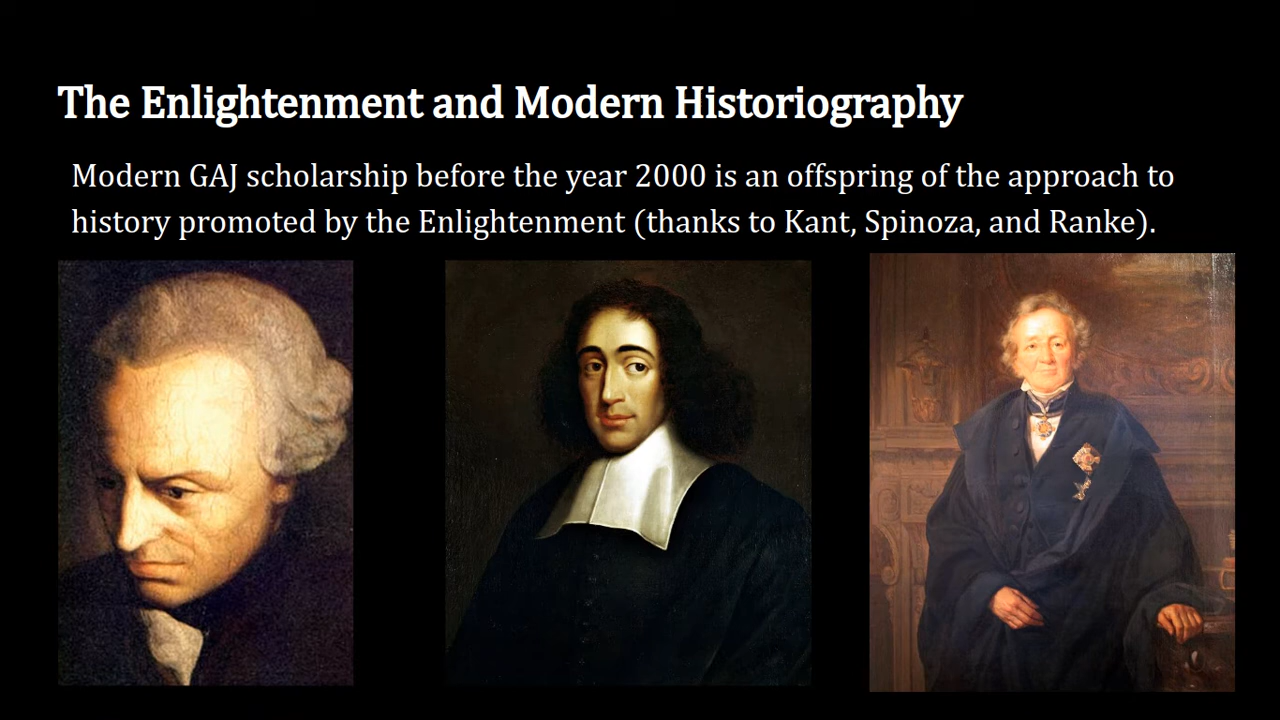 The Enlightenment and Modern Historiography
Modern GAJ scholarship before the year 2000 is an offspring of the approach to
history promoted by the Enlightenment (thanks to Kant, Spinoza, and Ranke).